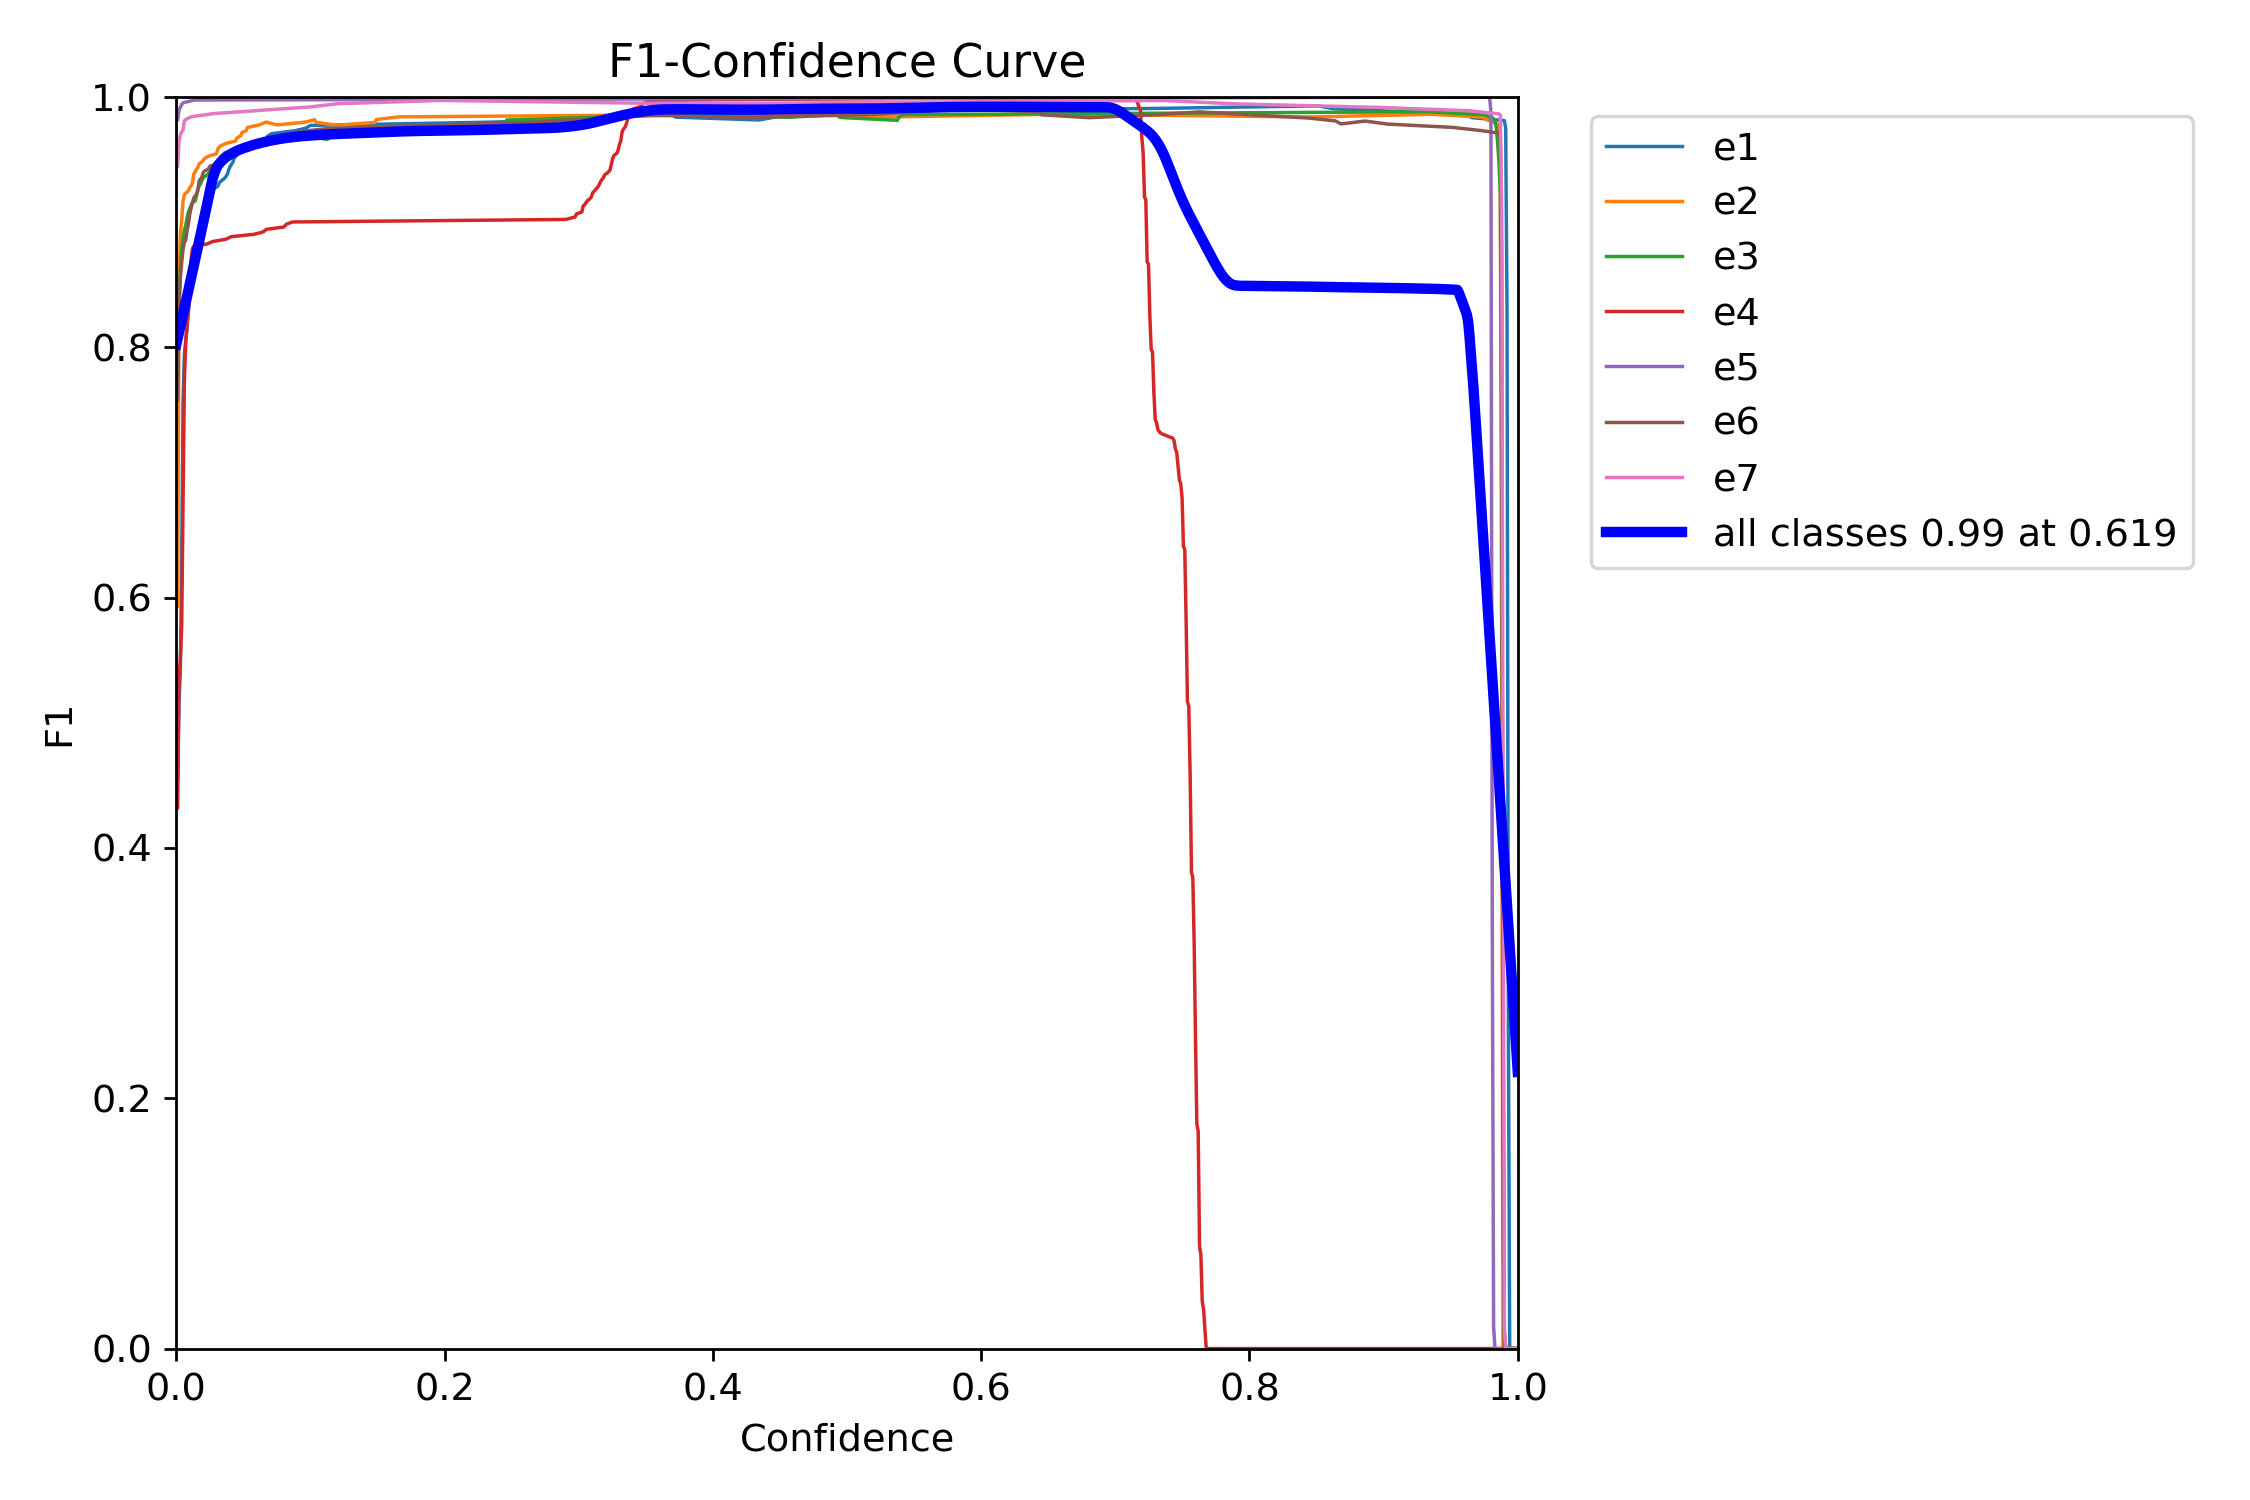 F1-Confidence Curve
1.0
0.8
0.6
0.4
0.2
0.0
F1
0.0 0.2 0.4 0.6 0.8 1.0
Confidence
e1
e2
e3
e4
e5
e6
e7
all classes 0.99 at 0.619